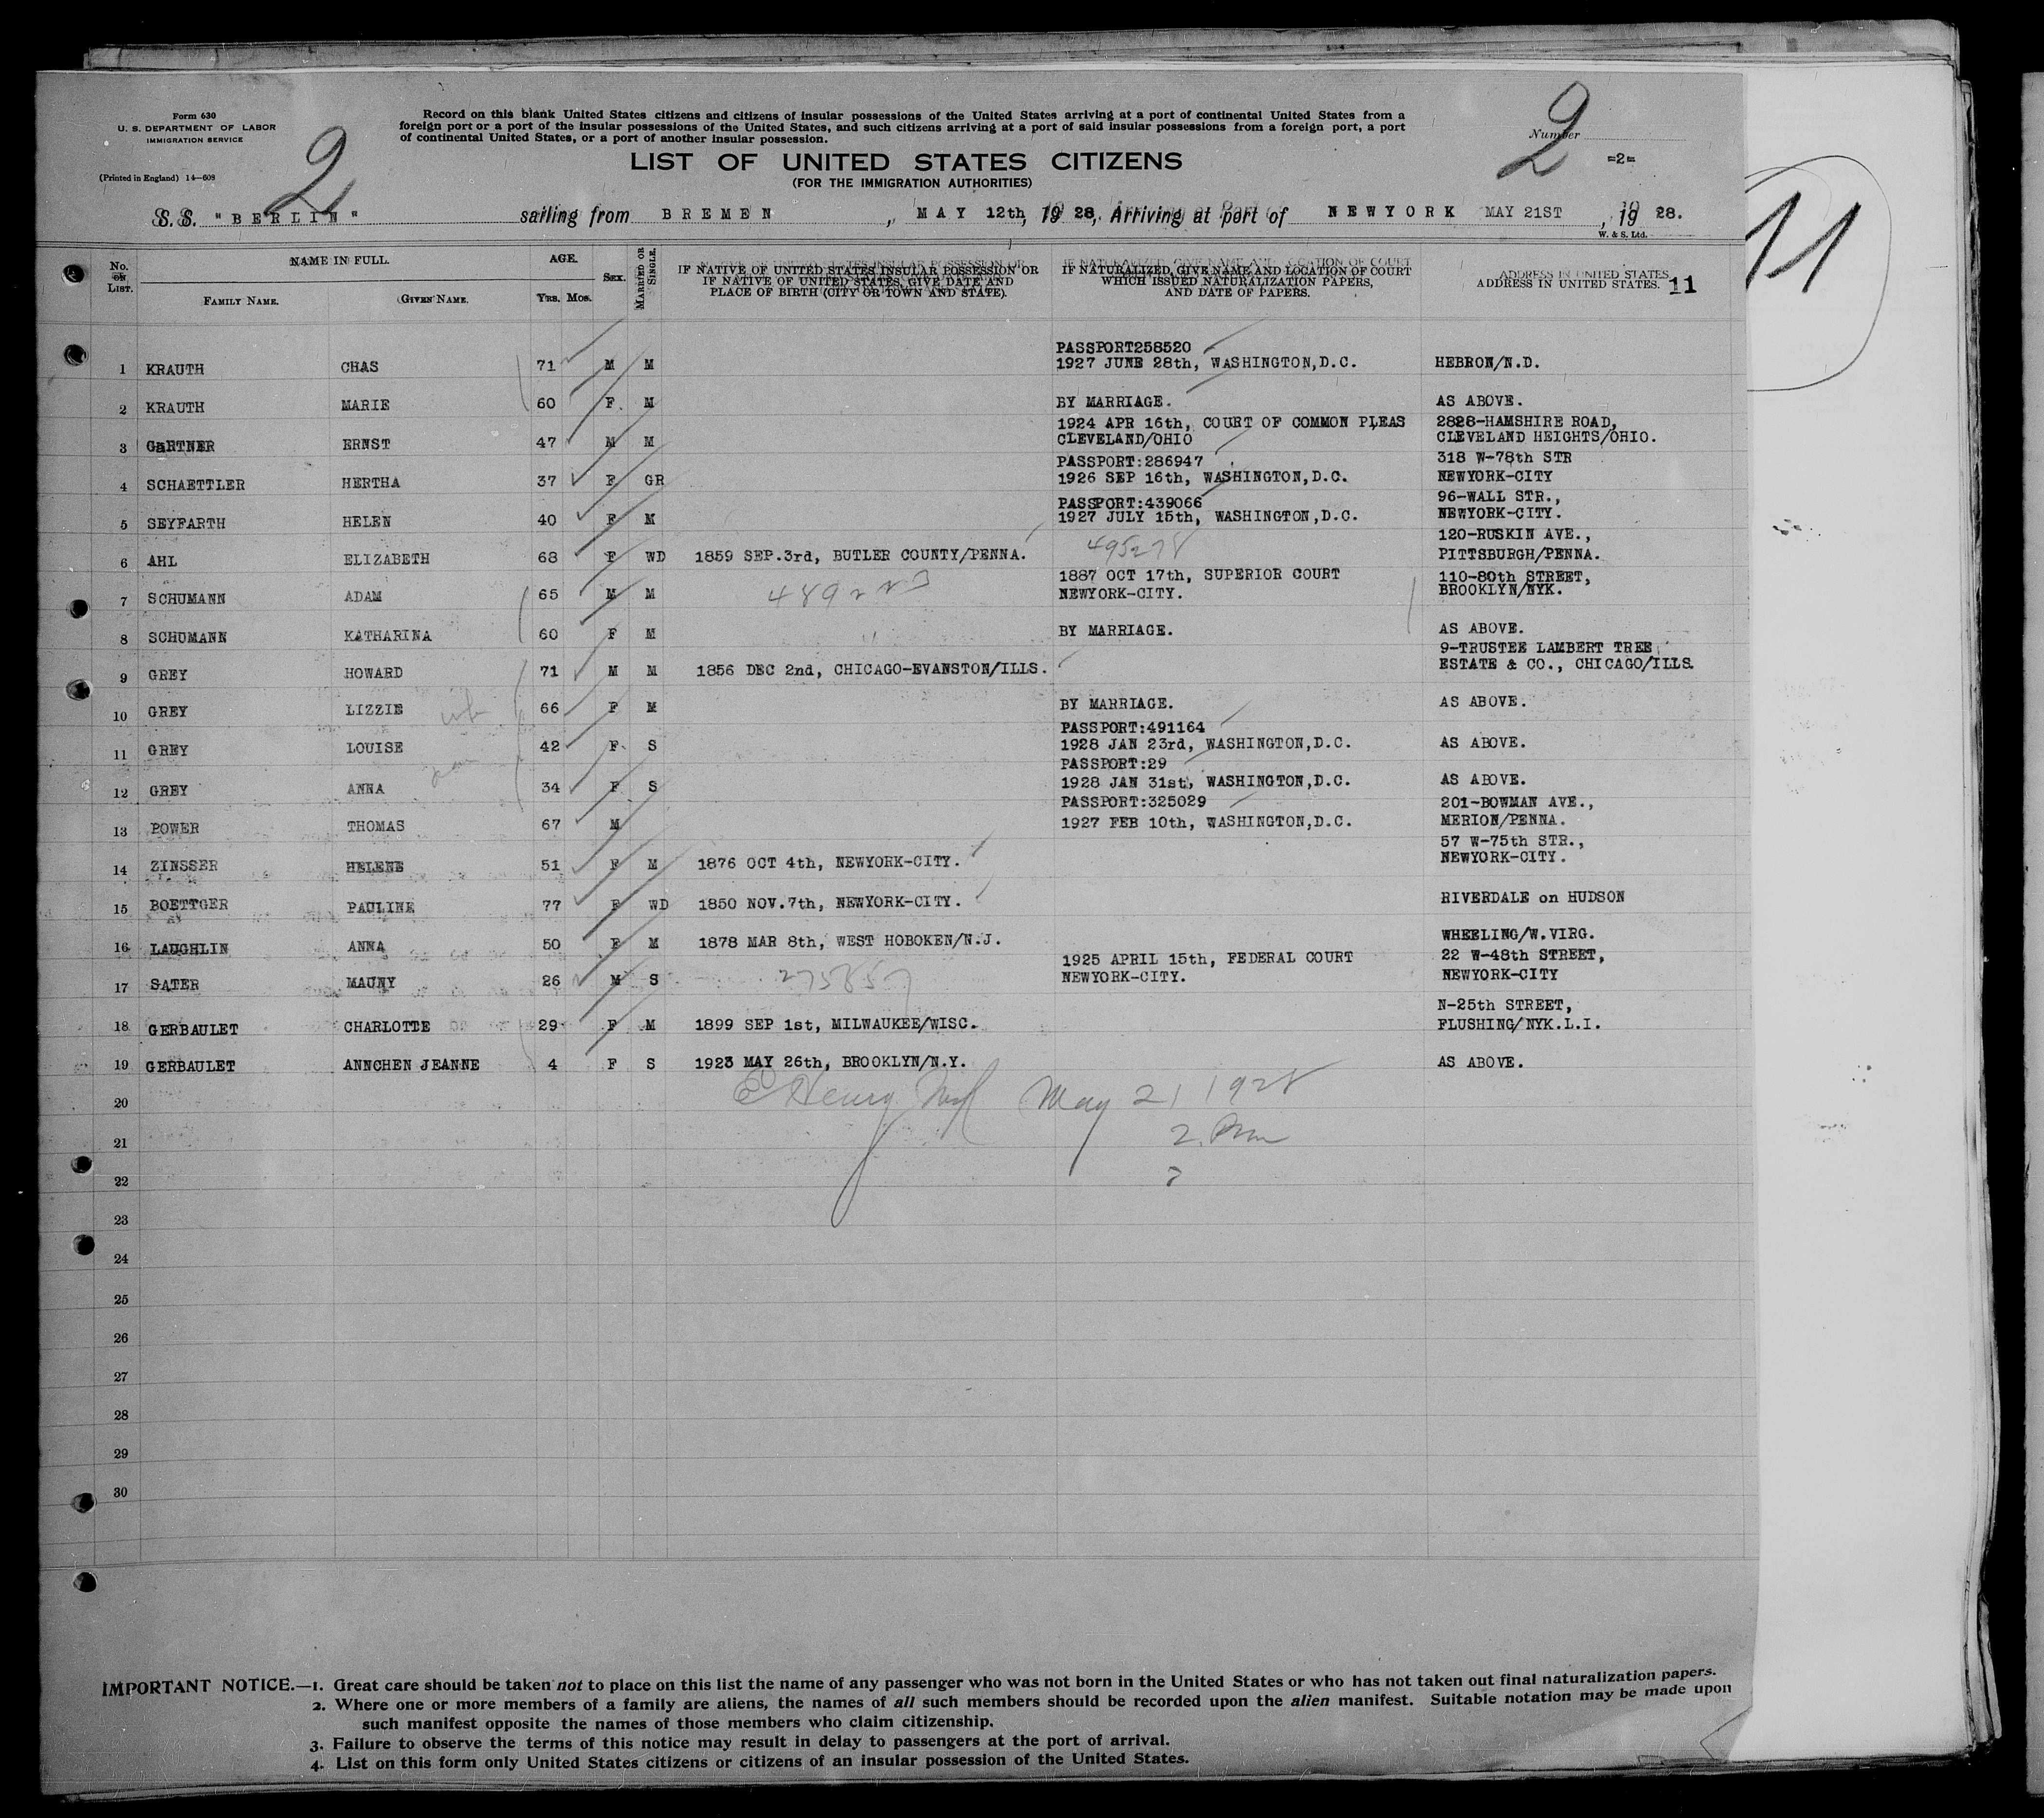 Form 630
U. S. DEPARTMENT OF LABOR
IMMIGRATION SERVICE
(Printed in England) 14—609
2
Record on this blank United States citizens and citizens of insular possessions of the United States arriving at a port of continental United States from a
foreign port or a port of the insular possessions of the United States, and such citizens arriving at a port of said insular possessions from a foreign port, a port
of continental United States, or a port of another insular possession.
LIST OF UNITED STATES CITIZENS
(FOR THE IMMIGRATION AUTHORITIES)
Number
2
=2=
S.S. "BERLIN" sailing from BREMEN, MAY 12th, 19 28, Arriving at port of NEWYORK MAY 21ST, 19 28.
W. & S. Ltd.
11
No. on List. NAME IN FULL. FAMILY NAME. GIVEN NAME. AGE. Yrs. Mos. SEX. MARRIED OR SINGLE.
IF NATIVE OF UNITED STATES INSULAR POSSESSION OR
IF NATIVE OF UNITED STATES, GIVE DATE AND
PLACE OF BIRTH (CITY OR TOWN AND STATE).
IF NATURALIZED, GIVE NAME AND LOCATION OF COURT
WHICH ISSUED NATURALIZATION PAPERS,
AND DATE OF PAPERS.
ADDRESS IN UNITED STATES. 11
PASSPORT258520
1 KRAUTH CHAS 71 M M 1927 JUNE 28th, WASHINGTON,D.C. HEBRON/N.D.
2 KRAUTH MARIE 60 F M BY MARRIAGE. AS ABOVE.
1924 APR 16th, COURT OF COMMON PLEAS 2828-HAMSHIRE ROAD,
3 GaRTNER ERNST 47 M M CLEVELAND/OHIO CLEVELAND HEIGHTS/OHIO.
PASSPORT:286947 318 W-78th STR
4 SCHAETTLER HERTHA 37 F GR 1926 SEP 16th, WASHINGTON,D.C. NEWYORK-CITY
PASSPORT:439066 96-WALL STR.,
5 SEYFARTH HELEN 40 F M 1927 JULY 15th, WASHINGTON,D.C. NEWYORK-CITY.
120-RUSKIN AVE.,
6 AHL ELIZABETH 68 F WD 1859 SEP.3rd, BUTLER COUNTY/PENNA. 495278 PITTSBURGH/PENNA.
1887 OCT 17th, SUPERIOR COURT 110-80th STREET,
7 SCHUMANN ADAM 65 M M NEWYORK-CITY. BROOKLYN/NYK.
8 SCHUMANN KATHARINA 60 F M " BY MARRIAGE. AS ABOVE.
9-TRUSTEE LAMBERT TREE
9 GREY HOWARD 71 M M 1856 DEC 2nd, CHICAGO-EVANSTON/ILLS. ESTATE & CO., CHICAGO/ILLS.
10 GREY LIZZIE 66 F M BY MARRIAGE. AS ABOVE.
PASSPORT:491164
11 GREY LOUISE 42 F S 1928 JAN 23rd, WASHINGTON,D.C. AS ABOVE.
PASSPORT:29
12 GREY ANNA 34 F S 1928 JAN 31st, WASHINGTON,D.C. AS ABOVE.
PASSPORT:325029 201-BOWMAN AVE.,
13 POWER THOMAS 67 M 1927 FEB 10th, WASHINGTON,D.C. MERION/PENNA.
57 W-75th STR.,
14 ZINSSER HELENE 51 F M 1876 OCT 4th, NEWYORK-CITY. NEWYORK-CITY.
15 BOETTGER PAULINE 77 F WD 1850 NOV.7th, NEWYORK-CITY. RIVERDALE on HUDSON
16 LAUGHLIN ANNA 50 F M 1878 MAR 8th, WEST HOBOKEN/N.J. WHEELING/W.VIRG.
1925 APRIL 15th, FEDERAL COURT 22 W-48th STREET,
17 SATER MAUNY 26 M S 275857 NEWYORK-CITY. NEWYORK-CITY
N-25th STREET,
18 GERBAULET CHARLOTTE 29 F M 1899 SEP 1st, MILWAUKEE/WISC. FLUSHING/NYK.L.I.
19 GERBAULET ANNCHEN JEANNE 4 F S 1923 MAY 26th, BROOKLYN/N.Y. AS ABOVE.
20 Henry May 21 1928
21
22
23
24
25
26
27
28
29
30
IMPORTANT NOTICE.—1. Great care should be taken not to place on this list the name of any passenger who was not born in the United States or who has not taken out final naturalization papers.
2. Where one or more members of a family are aliens, the names of all such members should be recorded upon the alien manifest. Suitable notation may be made upon
such manifest opposite the names of those members who claim citizenship.
3. Failure to observe the terms of this notice may result in delay to passengers at the port of arrival.
4. List on this form only United States citizens or citizens of an insular possession of the United States.